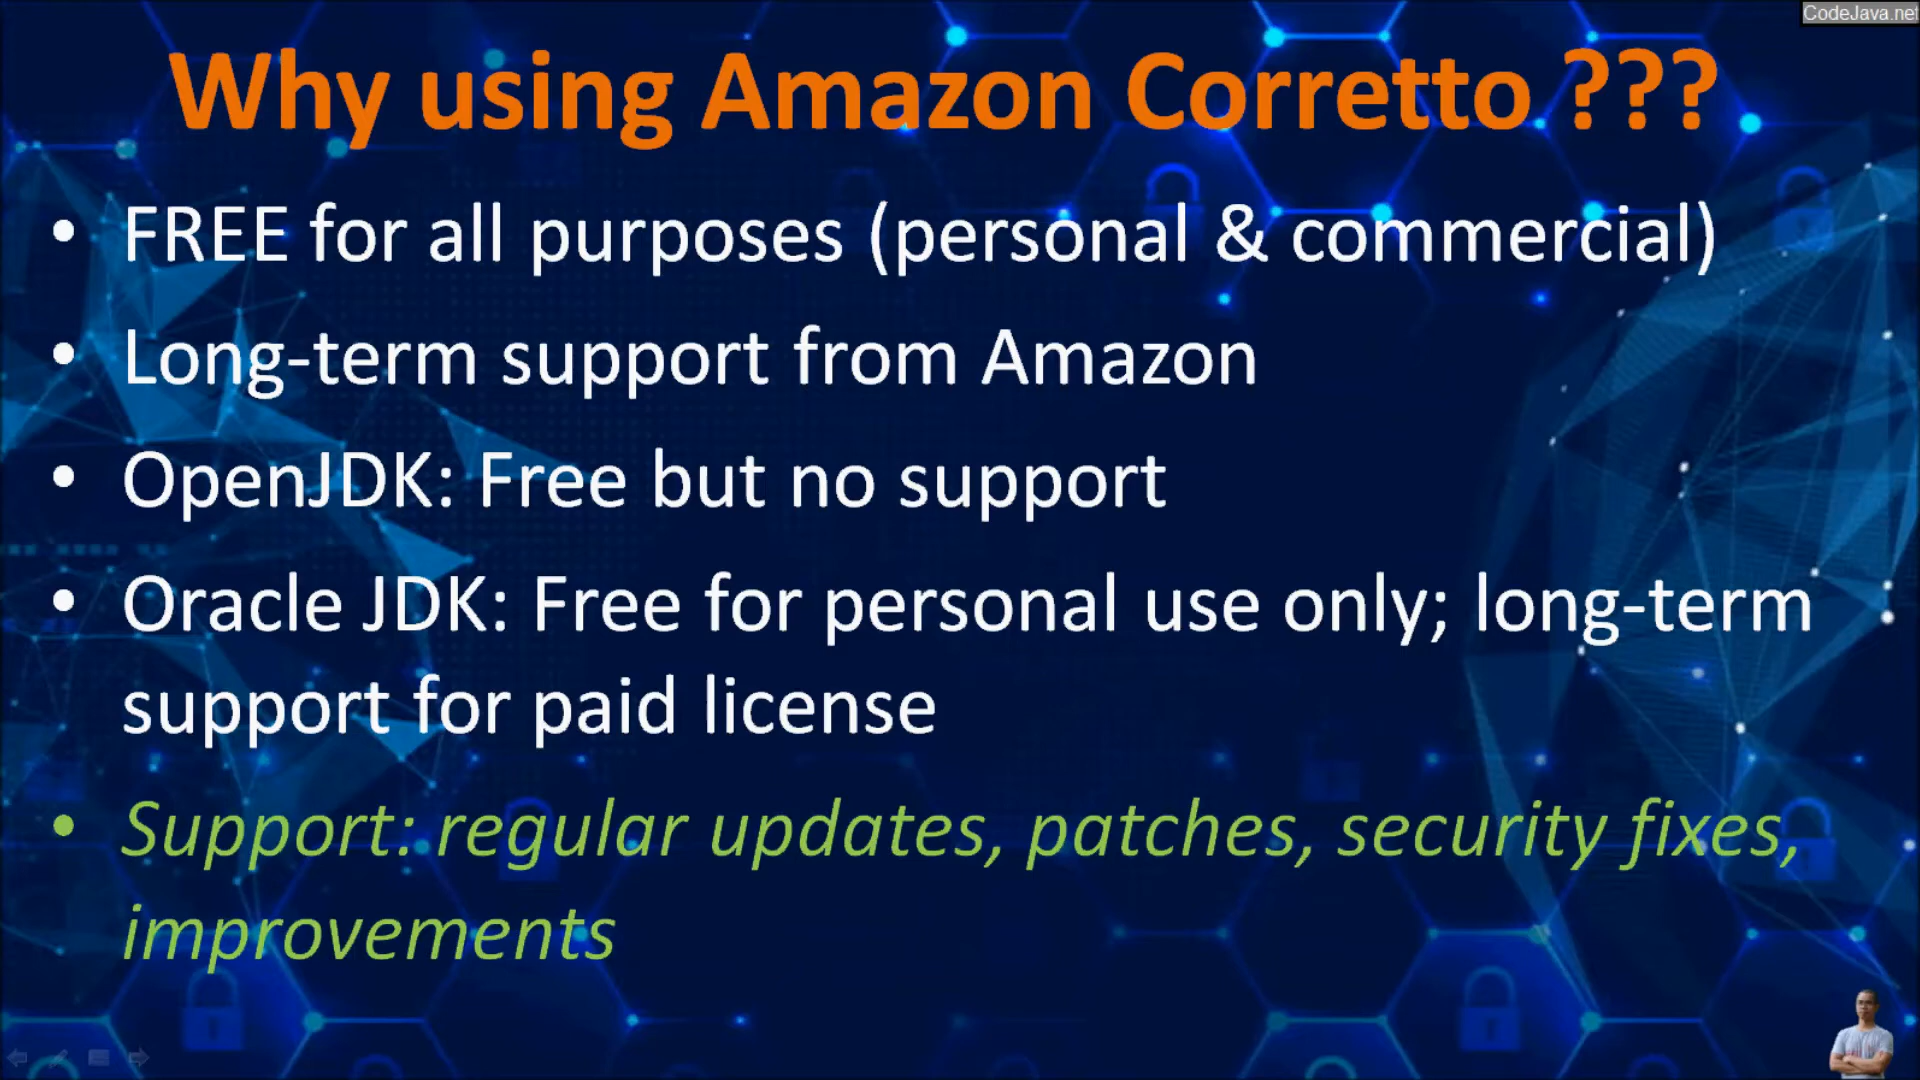 CodeJava.net
Why using Amazon Corretto ???
• FREE for all purposes (personal & commercial)
• Long-term support from Amazon
• OpenJDK: Free but no support
• Oracle JDK: Free for personal use only; long-term
support for paid license
• Support: regular updates, patches, security fixes,
improvements